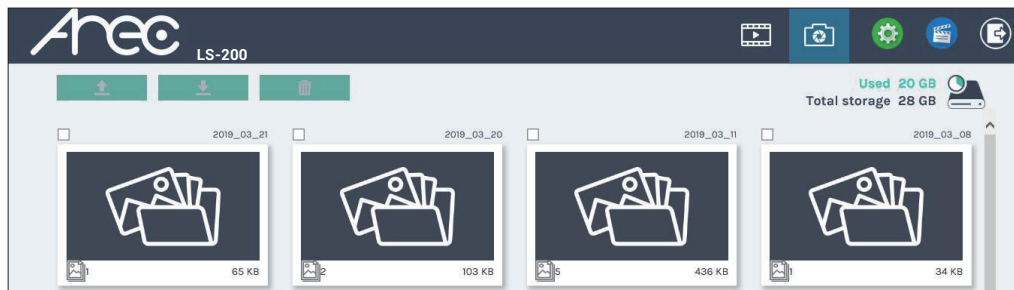 Arec
LS-200
Used 20 GB
Total storage 28 GB
2019_03_21
2019_03_20
2019_03_11
2019_03_08
1
65 KB
2
103 KB
5
436 KB
1
34 KB